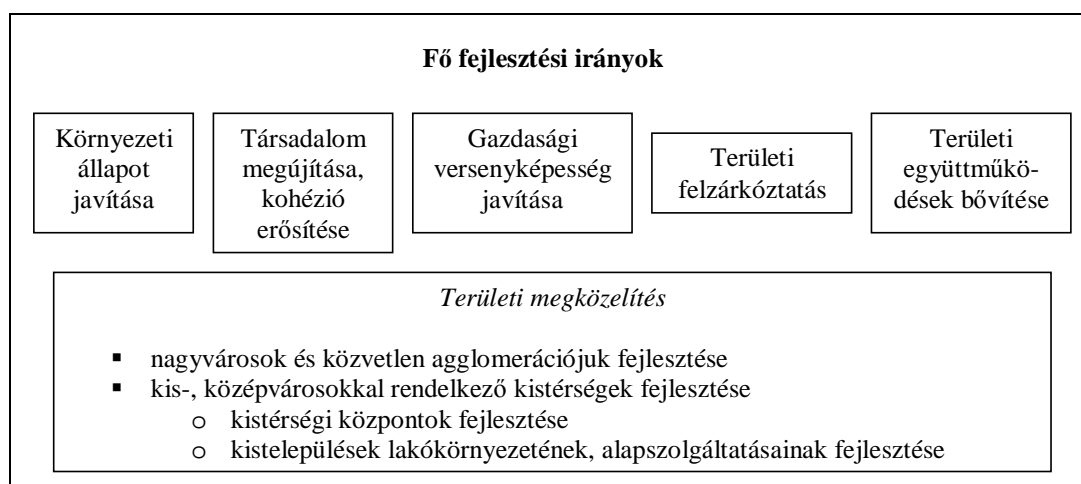 Fő fejlesztési irányok
Környezeti
állapot
javítása
Társadalom
megújítása,
kohézió
erősítése
Gazdasági
versenyképesség
javítása
Területi
felzárkóztatás
Területi
együttműkö-
dések bővítése
Területi megközelítés
▪ nagyvárosok és közvetlen agglomerációjuk fejlesztése
▪ kis-, középvárosokkal rendelkező kistérségek fejlesztése
o kistérségi központok fejlesztése
o kistelepülések lakókörnyezetének, alapszolgáltatásainak fejlesztése